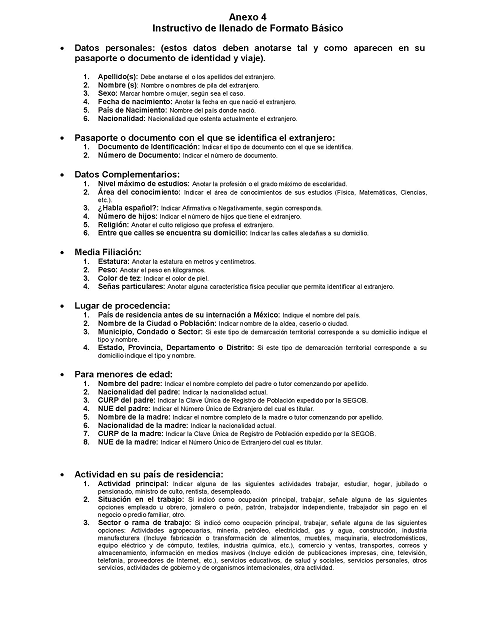 Anexo 4
Instructivo de llenado de Formato Básico
• Datos personales: (estos datos deben anotarse tal y como aparecen en su
pasaporte o documento de identidad y viaje).
1. Apellido(s): Debe anotarse el o los apellidos del extranjero.
2. Nombre (s): Nombre o nombres de pila del extranjero.
3. Sexo: Marcar hombre o mujer, según sea el caso.
4. Fecha de nacimiento: Anotar la fecha en que nació el extranjero.
5. País de Nacimiento: Nombre del país donde nació.
6. Nacionalidad: Nacionalidad que ostenta actualmente el extranjero.
• Pasaporte o documento con el que se identifica el extranjero:
1. Documento de Identificación: Indicar el tipo de documento con el que se identifica.
2. Número de Documento: Indicar el número de documento.
• Datos Complementarios:
1. Nivel máximo de estudios: Anotar la profesión o el grado máximo de escolaridad.
2. Área del conocimiento: Indicar el área de conocimientos de sus estudios (Física, Matemáticas, Ciencias,
etc.).
3. ¿Habla español?: Indicar Afirmativa o Negativamente, según corresponda.
4. Número de hijos: Indicar el número de hijos que tiene el extranjero.
5. Religión: Anotar el culto religioso que profesa el extranjero.
6. Entre que calles se encuentra su domicilio: Indicar las calles aledañas a su domicilio.
• Media Filiación:
1. Estatura: Anotar la estatura en metros y centímetros.
2. Peso: Anotar el peso en kilogramos.
3. Color de tez: Indicar el color de piel.
4. Señas particulares: Anotar alguna característica física peculiar que permita identificar al extranjero.
• Lugar de procedencia:
1. País de residencia antes de su internación a México: Indique el nombre del país.
2. Nombre de la Ciudad o Población: Indicar nombre de la aldea, caserío o ciudad.
3. Municipio, Condado o Sector: Si este tipo de demarcación territorial corresponde a su domicilio indique el
tipo y nombre.
4. Estado, Provincia, Departamento o Distrito: Si este tipo de demarcación territorial corresponde a su
domicilio indique el tipo y nombre.
• Para menores de edad:
1. Nombre del padre: Indicar el nombre completo del padre o tutor comenzando por apellido.
2. Nacionalidad del padre: Indicar la nacionalidad actual.
3. CURP del padre: Indicar la Clave Única de Registro de Población expedido por la SEGOB.
4. NUE del padre: Indicar el Número Único de Extranjero del cual es titular.
5. Nombre de la madre: Indicar el nombre completo de la madre o tutor comenzando por apellido.
6. Nacionalidad de la madre: Indicar la nacionalidad actual.
7. CURP de la madre: Indicar la Clave Única de Registro de Población expedido por la SEGOB.
8. NUE de la madre: Indicar el Número Único de Extranjero del cual es titular.
• Actividad en su país de residencia:
1. Actividad principal: Indicar alguna de las siguientes actividades trabajar, estudiar, hogar, jubilado o
pensionado, ministro de culto, rentista, desempleado.
2. Situación en el trabajo: Si indicó como ocupación principal, trabajar, señale alguna de las siguientes
opciones empleado u obrero, jornalero o peón, patrón, trabajador independiente, trabajador sin pago en el
negocio o predio familiar, otro.
3. Sector o rama de trabajo: Si indicó como ocupación principal, trabajar, señale alguna de las siguientes
opciones: Actividades agropecuarias, minería, petróleo, electricidad, gas y agua, construcción, industria
manufacturera (Incluye fabricación o transformación de alimentos, muebles, maquinaria, electrodomésticos,
equipo eléctrico y de cómputo, textiles, industria química, etc.), comercio y ventas, transportes, correos y
almacenamiento, información en medios masivos (Incluye edición de publicaciones impresas, cine, televisión,
telefonía, proveedores de Internet, etc.), servicios educativos, de salud y sociales, servicios personales, otros
servicios, actividades de gobierno y de organismos internacionales, otra actividad.